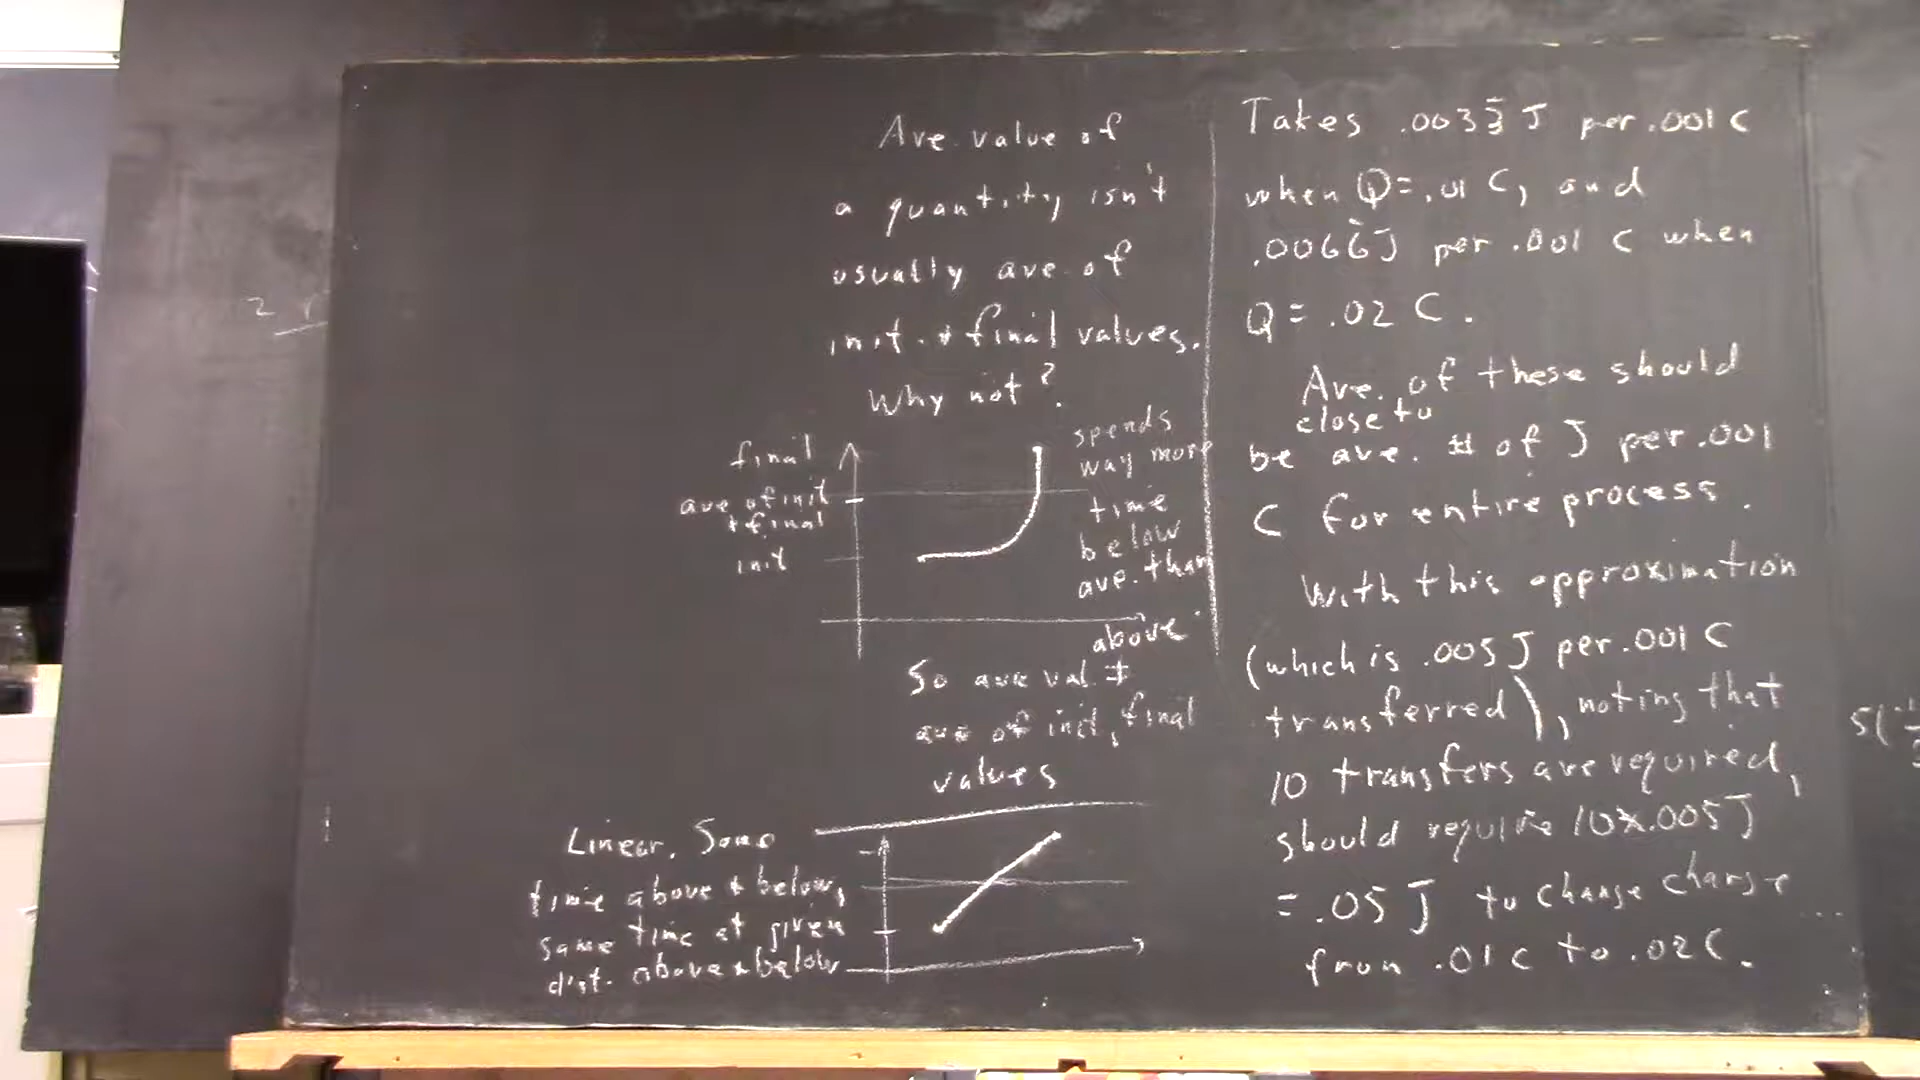 Ave. value of
a quantity isn't
usually ave. of
init. + final values.
Why not?
final
ave of init
+ final
init
spends
way more
time
below
ave. than
above
So ave val. ≠
ave of init, final
values
Linear. Same
time above + below,
same time at given
dist. above + below
Takes .0033̄ J per .001 C
when Q = .01 C, and
.0066̄ J per .001 C when
Q = .02 C.
Ave. of these should
close to
be ave. # of J per .001
C for entire process.
With this approximation
(which is .005 J per .001 C
transferred), noting that
10 transfers are required,
should require 10 x .005 J
= .05 J to change charge
from .01 C to .02 C.
2
5(